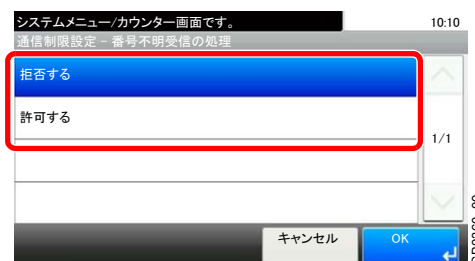 システムメニュー/カウンター画面です。 10:10
通信制限設定 - 番号不明受信の処理
拒否する
許可する
1/1
キャンセル OK